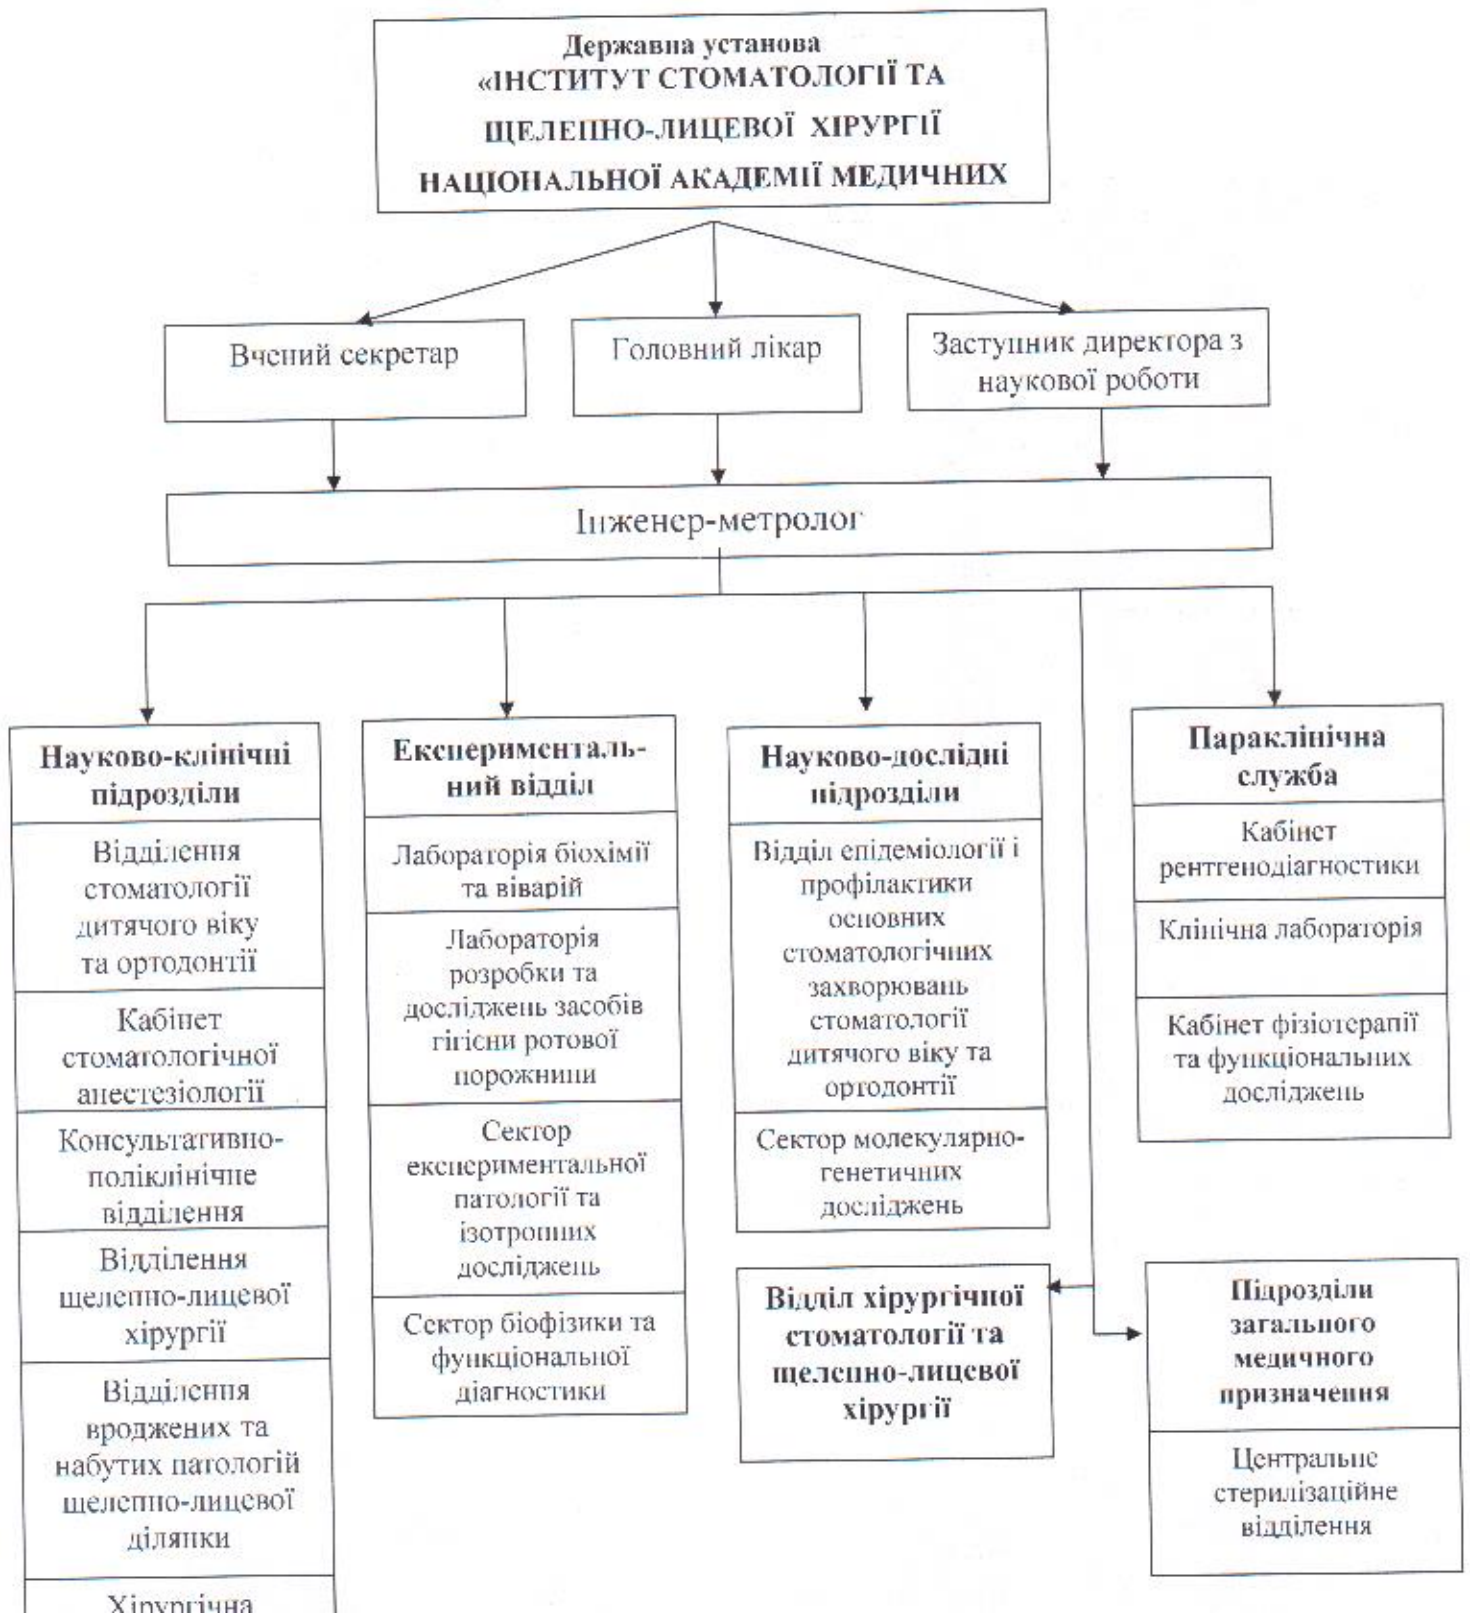 Державна установа
«ІНСТИТУТ СТОМАТОЛОГІЇ ТА
ЩЕЛЕПНО-ЛИЦЕВОЇ ХІРУРГІЇ
НАЦІОНАЛЬНОЇ АКАДЕМІЇ МЕДИЧНИХ
Вчений секретар
Головний лікар
Заступник директора з
наукової роботи
Інженер-метролог
Науково-клінічні
підрозділи
Відділення
стоматології
дитячого віку
та ортодонтії
Кабінет
стоматологічної
анестезіології
Консультативно-
поліклінічне
відділення
Відділення
щелепно-лицевої
хірургії
Відділення
вроджених та
набутих патологій
щелепно-лицевої
ділянки
Хірургічна
Експерименталь-
ний відділ
Лабораторія біохімії
та віварій
Лабораторія
розробки та
досліджень засобів
гігієни ротової
порожнини
Сектор
експериментальної
патології та
ізотропних
досліджень
Сектор біофізики та
функціональної
діагностики
Науково-дослідні
підрозділи
Відділ епідеміології і
профілактики
основних
стоматологічних
захворювань
стоматології
дитячого віку та
ортодонтії
Сектор молекулярно-
генетичних
досліджень
Відділ хірургічної
стоматології та
щелепно-лицевої
хірургії
Параклінічна
служба
Кабінет
рентгенодіагностики
Клінічна лабораторія
Кабінет фізіотерапії
та функціональних
досліджень
Підрозділи
загального
медичного
призначення
Центральне
стерилізаційне
відділення